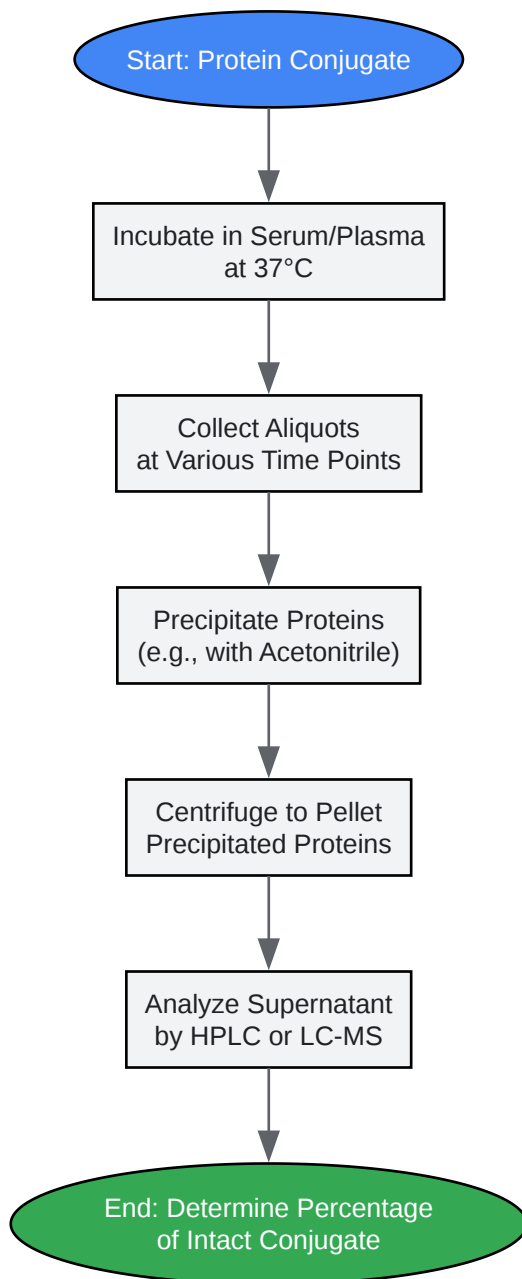 Start: Protein Conjugate
Incubate in Serum/Plasma
at 37°C
Collect Aliquots
at Various Time Points
Precipitate Proteins
(e.g., with Acetonitrile)
Centrifuge to Pellet
Precipitated Proteins
Analyze Supernatant
by HPLC or LC-MS
End: Determine Percentage
of Intact Conjugate